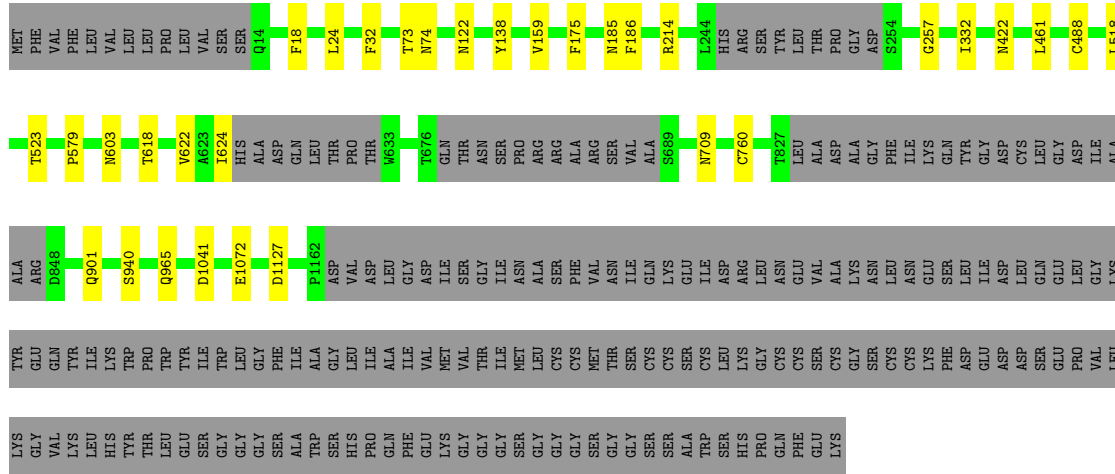 MET PHE VAL PHE LEU VAL LEU LEU PRO LEU VAL SER SER Q14 F18 L24 F32 T73 N74 N122 Y138 V159 F175 N185 F186 R214 L244 HIS ARG SER TYR LEU THR PRO GLY ASP S254 G257 I332 N422 L461 C488 L518
T523 P579 N603 T618 V622 A623 I624 HIS ALA ASP GLN LEU THR PRO THR W633 T676 GLN THR ASN SER PRO ARG ARG ALA ARG SER VAL ALA S689 N709 C760 T827 LEU ALA ASP ALA GLY PHE ILE LYS GLN TYR GLY ASP CYS LEU GLY ASP ILE ALA
ALA ARG D848 Q901 S940 Q965 D1041 E1072 D1127 P1162 ASP VAL ASP LEU GLY ASP ILE SER GLY ILE ASN ALA SER PHE VAL ASN ILE GLN LYS GLU ILE ASP ARG LEU ASN GLU VAL ALA LYS ASN LEU ASN GLU SER LEU ILE ASP LEU GLN GLU LEU GLY LYS
TYR GLU GLN TYR ILE LYS TRP PRO TRP TYR ILE TRP LEU GLY PHE ILE ALA GLY LEU ILE ALA ILE VAL MET VAL THR ILE MET LEU CYS CYS MET THR SER CYS CYS SER CYS LEU LYS GLY CYS CYS SER CYS GLY SER CYS CYS LYS PHE ASP GLU ASP ASP SER GLU PRO VAL LEU
LYS GLY VAL LYS LEU HIS TYR THR LEU GLU SER GLY GLY GLY SER ALA TRP SER HIS PRO GLN PHE GLU LYS GLY GLY GLY SER GLY GLY GLY SER GLY GLY SER SER ALA TRP SER HIS PRO GLN PHE GLU LYS